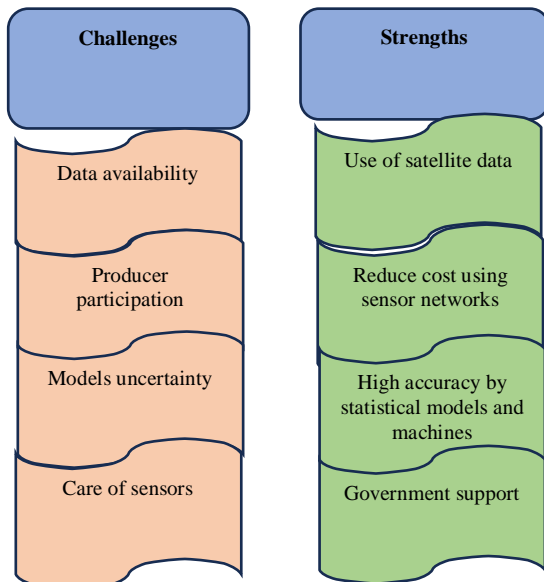 Challenges
Data availability
Producer
participation
Models uncertainty
Care of sensors
Strengths
Use of satellite data
Reduce cost using
sensor networks
High accuracy by
statistical models and
machines
Government support